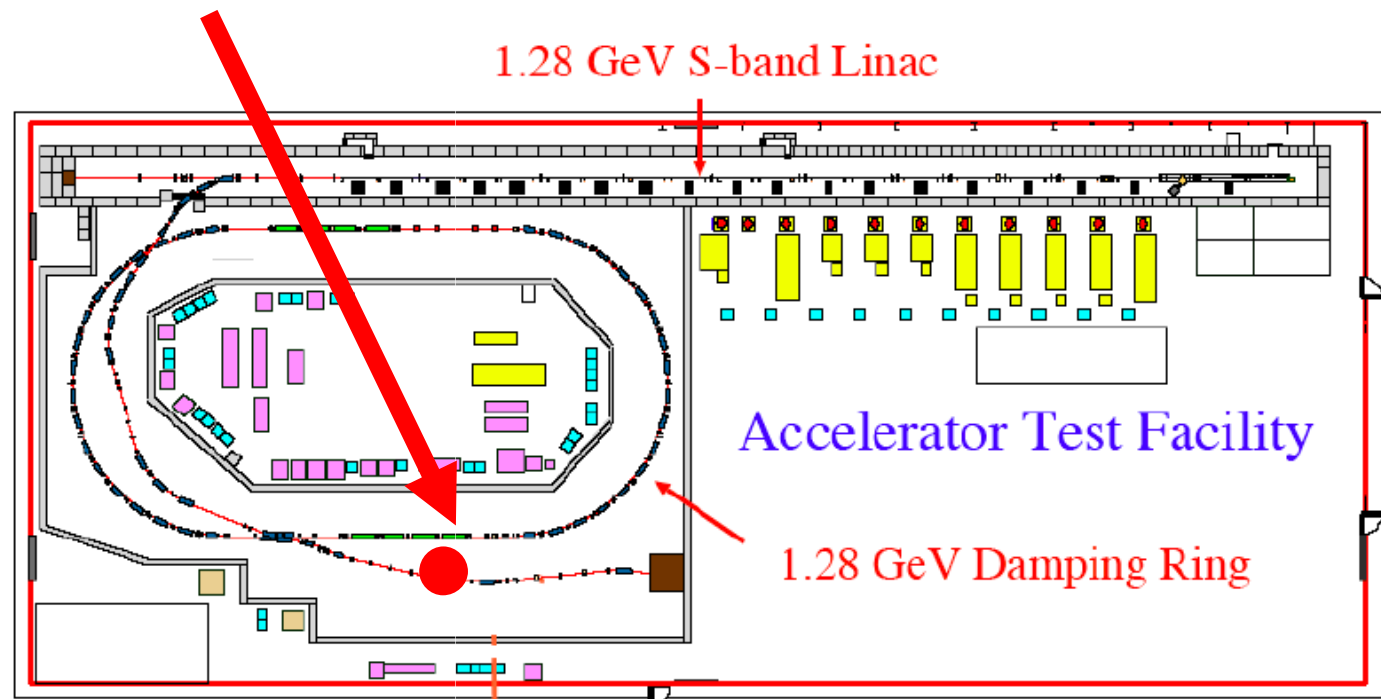 1.28 GeV S-band Linac
Accelerator Test Facility
1.28 GeV Damping Ring